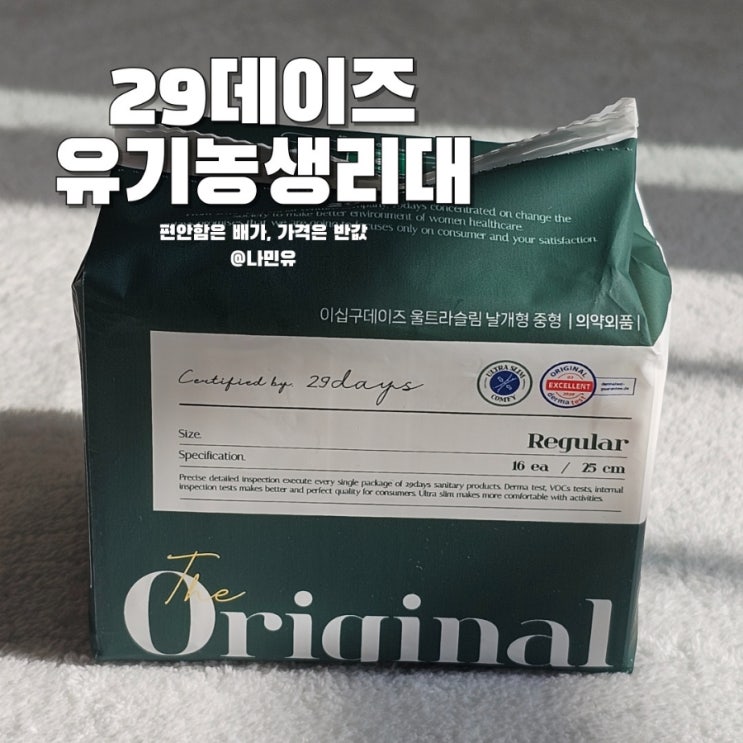 29데이즈
유기농생리대
편안함은 배가, 가격은 반값
@나민유
days concentrated on change the
to make better environment of women healthcare
uses only on consumer and your satisfaction.
이십구데이즈 울트라슬림 날개형 중형 | 의약외품 |
Certified by. 29days
ULTRA SLIM
COMFY
ORIGINAL
EXCELLENT
dermatest
Size.
Regular
Specification.
16 ea / 25 cm
Precise detailed inspection execute every single package of 29days sanitary products. Derma test, VOCs tests, internal
inspection tests makes better and perfect quality for consumers. Ultra slim makes more comfortable with activities.
The
Original